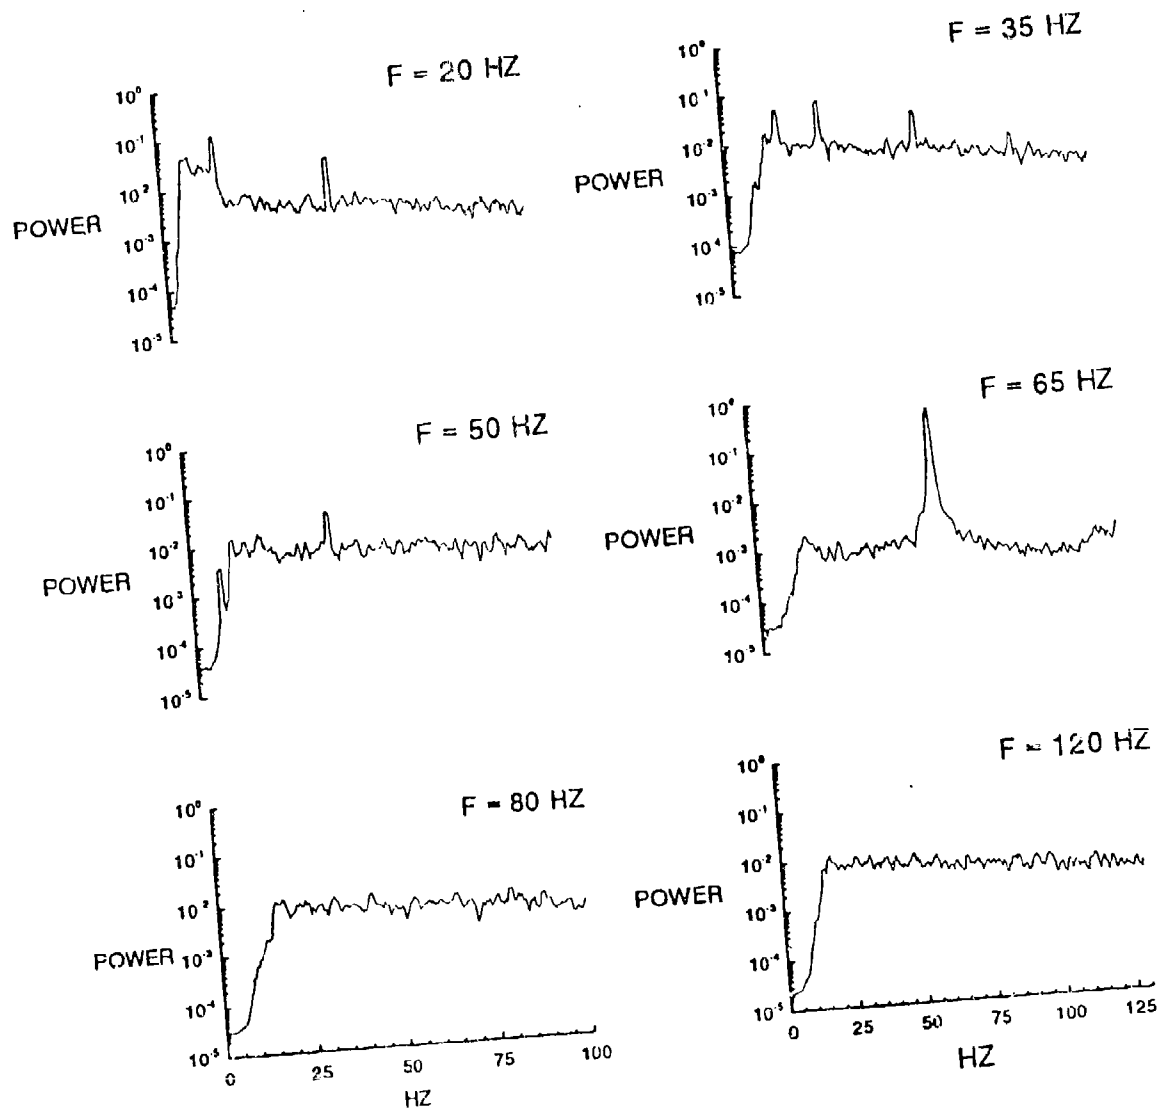 F = 20 HZ
10⁰
10⁻¹
10⁻²
10⁻³
10⁻⁴
10⁻⁵
POWER
F = 35 HZ
10⁰
10⁻¹
10⁻²
10⁻³
10⁻⁴
10⁻⁵
POWER
F = 50 HZ
10⁰
10⁻¹
10⁻²
10⁻³
10⁻⁴
10⁻⁵
POWER
F = 65 HZ
10⁰
10⁻¹
10⁻²
10⁻³
10⁻⁴
10⁻⁵
POWER
F = 80 HZ
10⁰
10⁻¹
10⁻²
10⁻³
10⁻⁴
10⁻⁵
POWER
0 25 50 75 100
HZ
F = 120 HZ
10⁰
10⁻¹
10⁻²
10⁻³
10⁻⁴
10⁻⁵
POWER
0 25 50 75 100 125
HZ